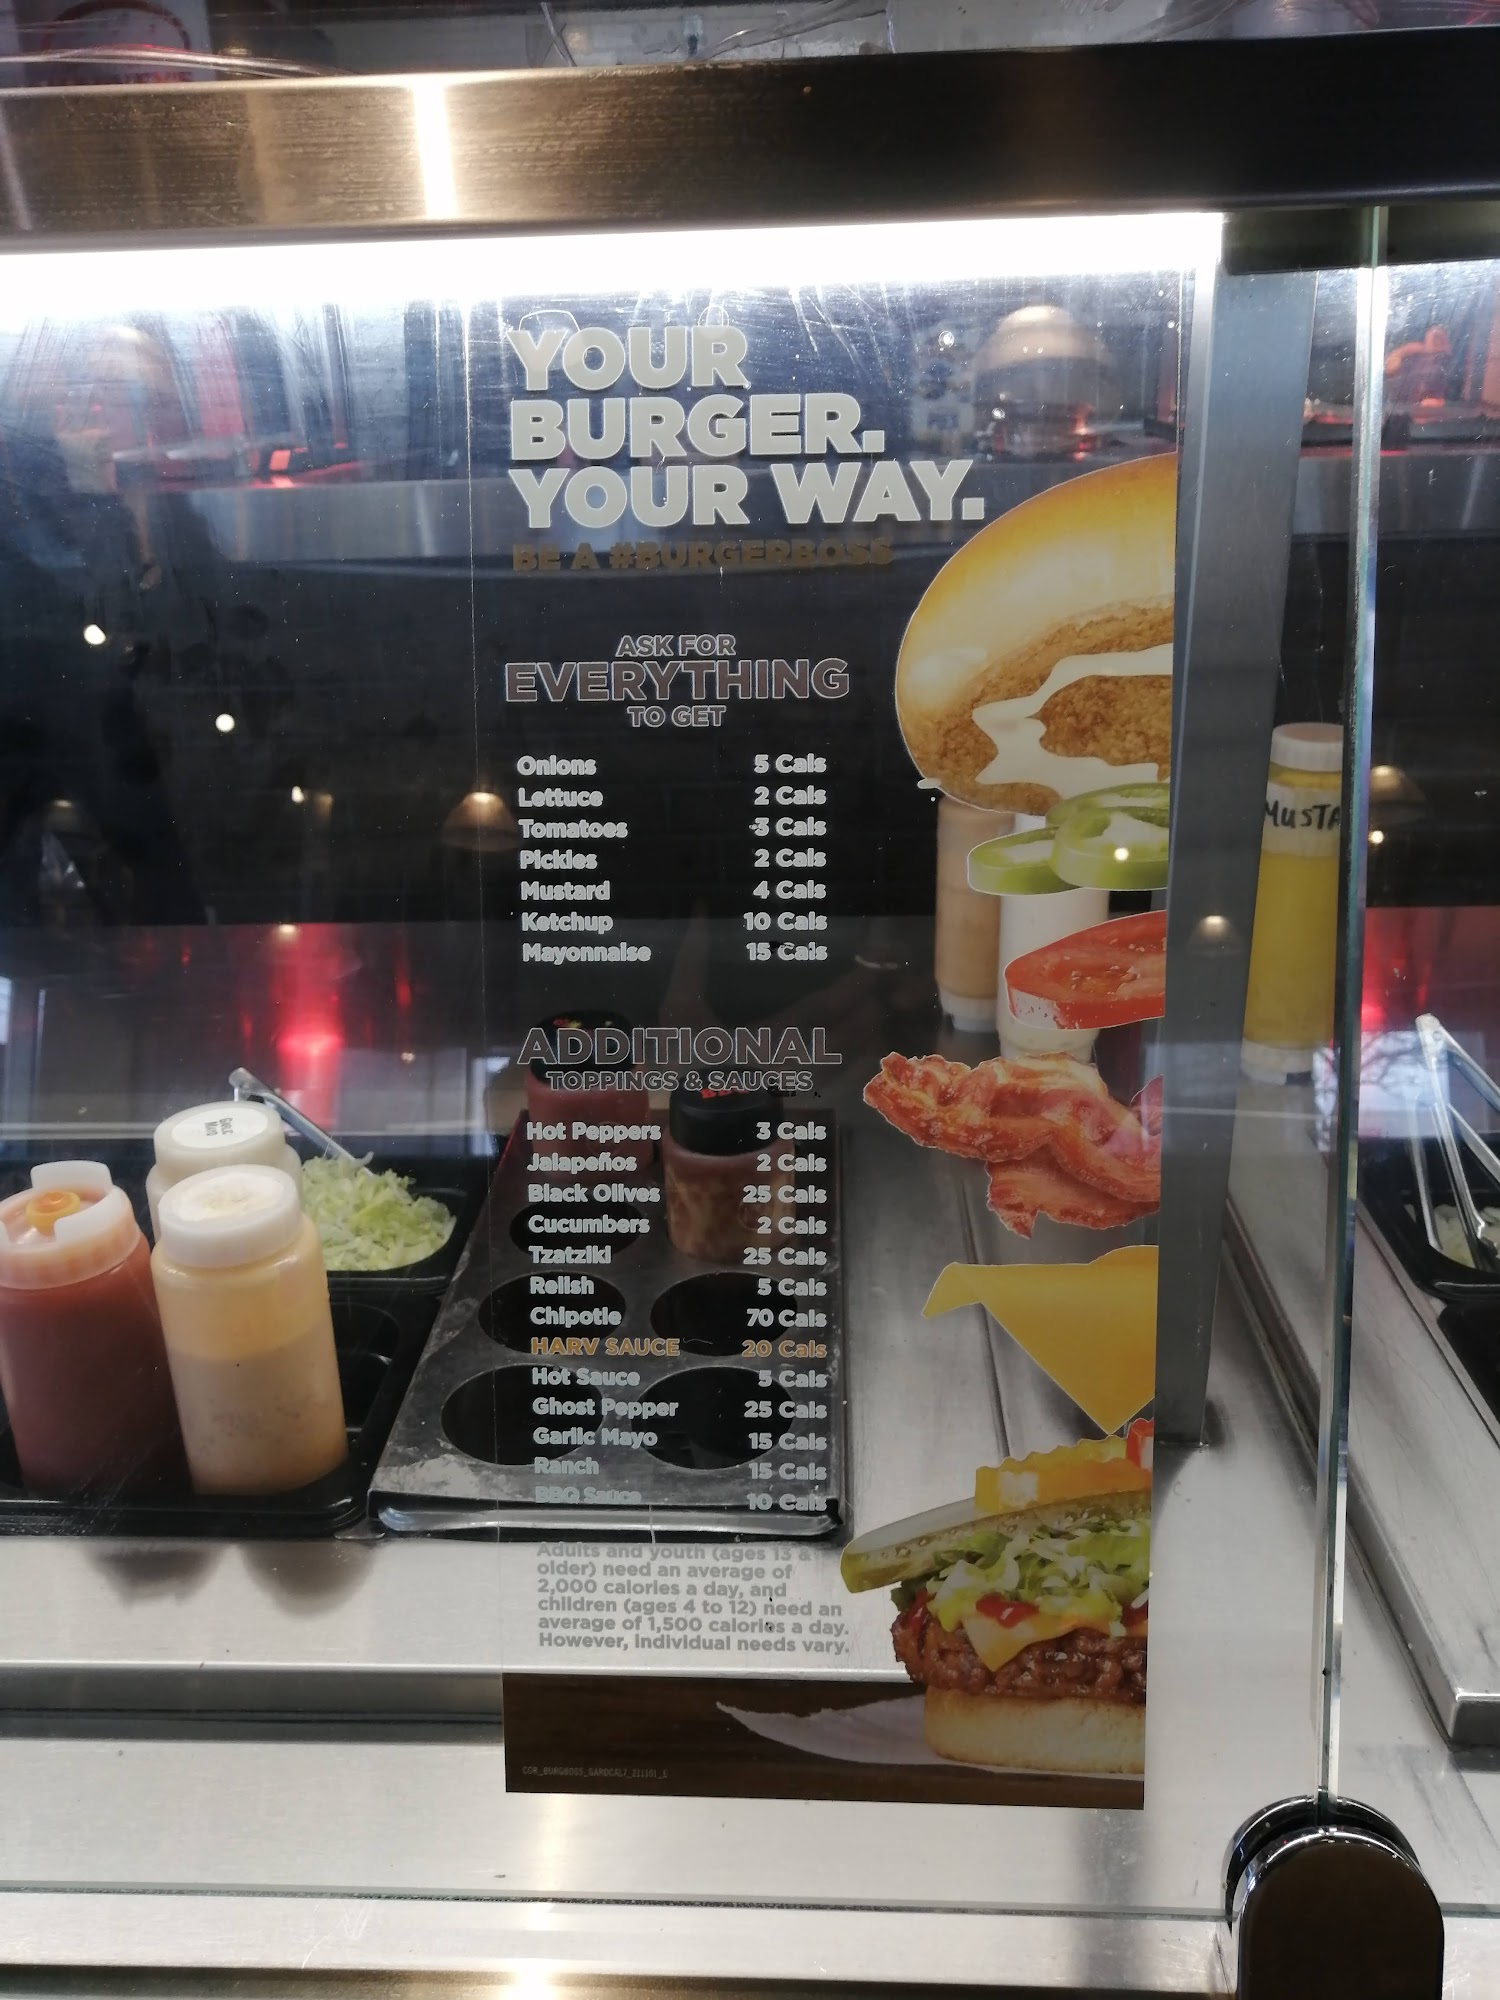 YOUR
BURGER.
YOUR WAY.
BE A #BURGERBOSS
ASK FOR
EVERYTHING
TO GET
Onions 5 Cals
Lettuce 2 Cals
Tomatoes 3 Cals
Pickles 2 Cals
Mustard 4 Cals
Ketchup 10 Cals
Mayonnaise 15 Cals
ADDITIONAL
TOPPINGS & SAUCES
Hot Peppers 3 Cals
Jalapeños 2 Cals
Black Olives 25 Cals
Cucumbers 2 Cals
Tzatziki 25 Cals
Relish 5 Cals
Chipotle 70 Cals
HARV SAUCE 20 Cals
Hot Sauce 5 Cals
Ghost Pepper 25 Cals
Garlic Mayo 15 Cals
Ranch 15 Cals
BBQ Sauce 10 Cals
Adults and youth (ages 13 &
older) need an average of
2,000 calories a day, and
children (ages 4 to 12) need an
average of 1,500 calories a day.
However, individual needs vary.
COR_BURGBOSS_GARDCAL7_211101_E
MUSTA